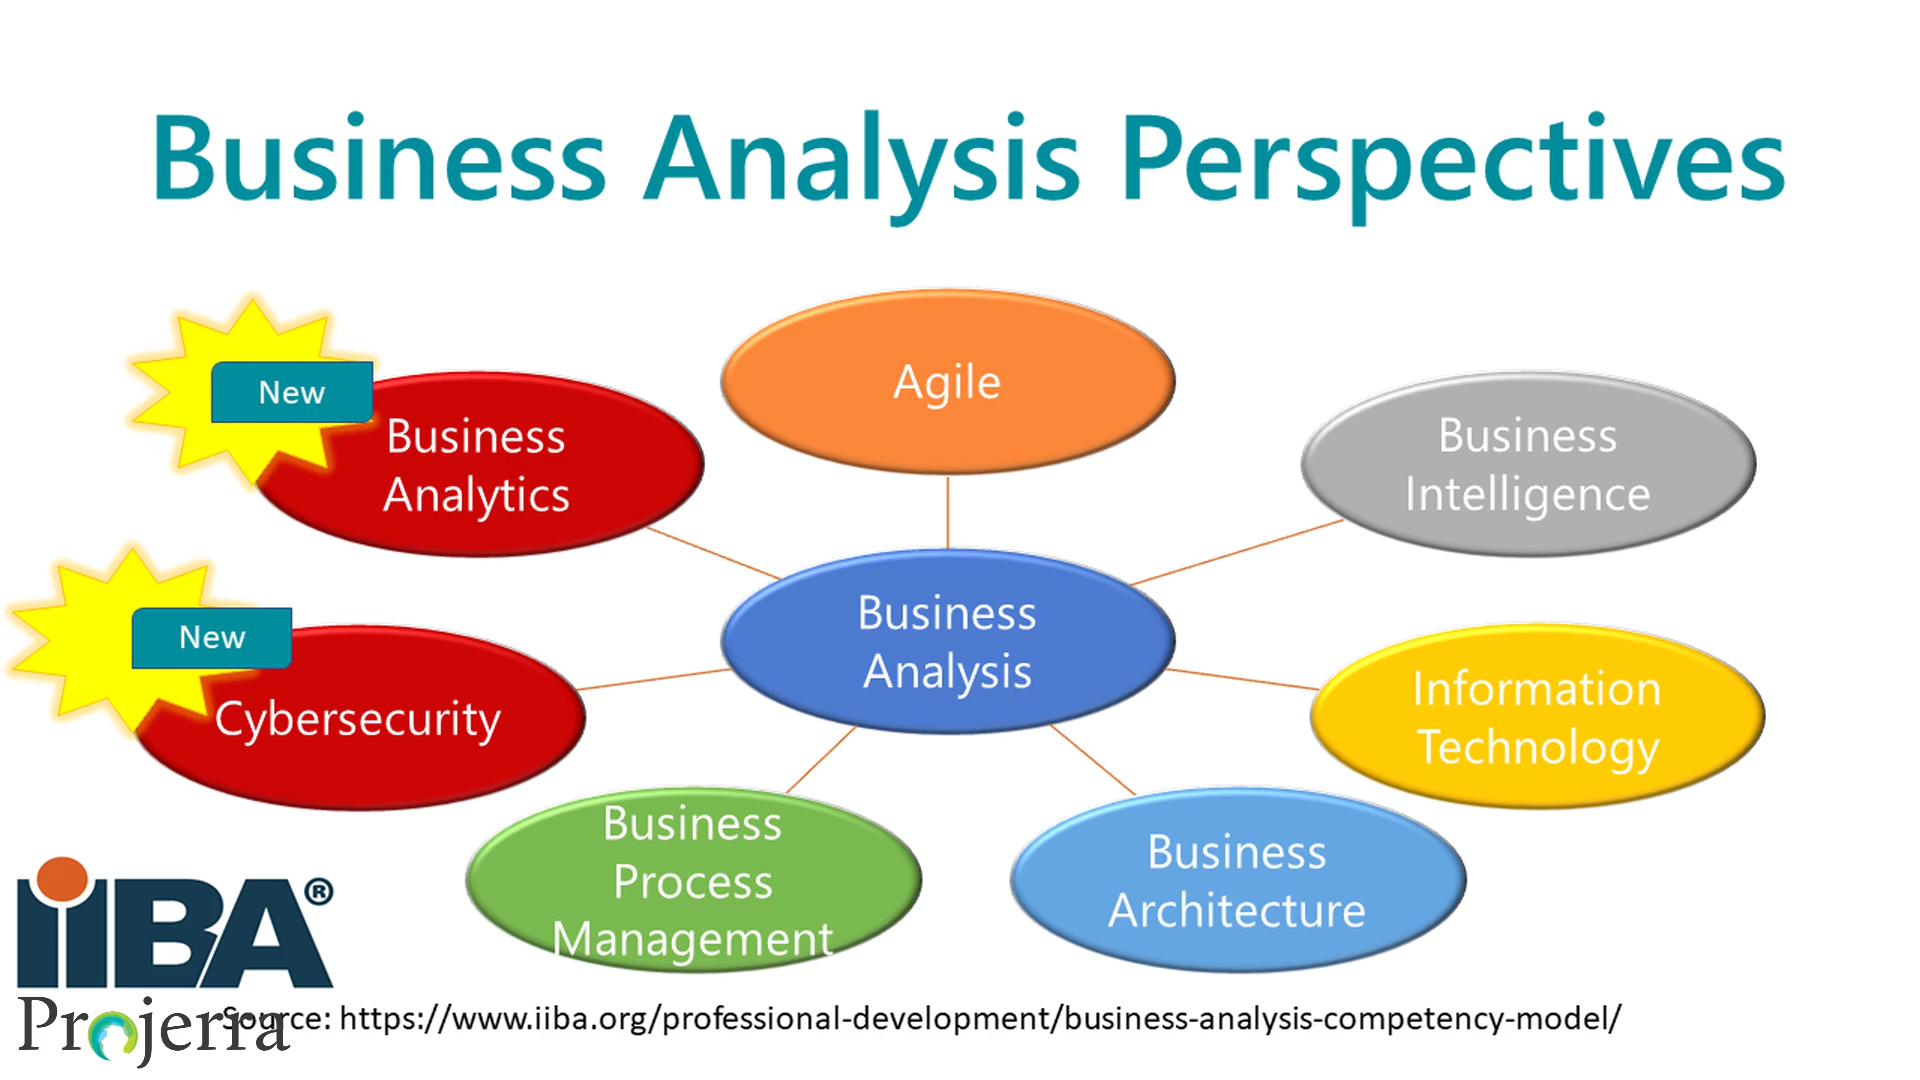 Business Analysis Perspectives
New
Business
Analytics
Agile
Business
Intelligence
New
Cybersecurity
Business
Analysis
Information
Technology
Business
Process
Management
Business
Architecture
iiBA®
Projerra
Source: https://www.iiba.org/professional-development/business-analysis-competency-model/